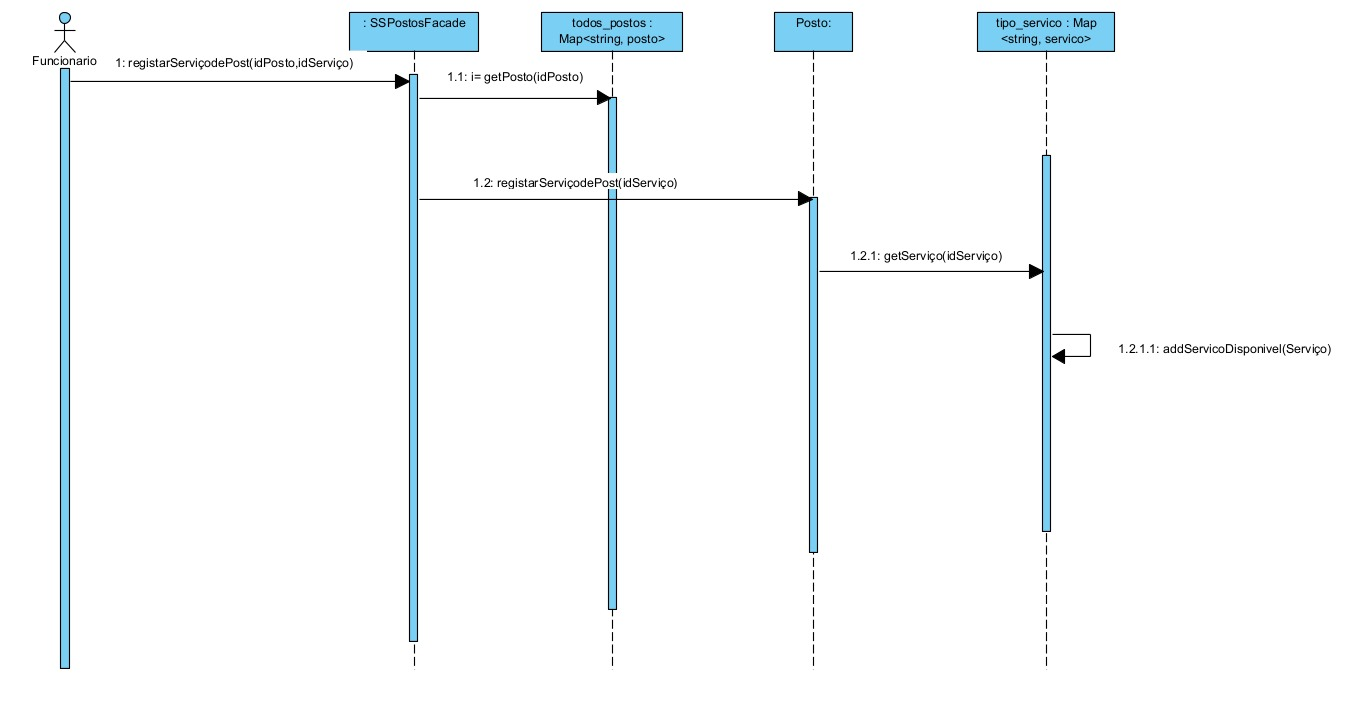 : SSPostosFacade
todos_postos :
Map<string, posto>
Posto:
tipo_servico : Map
<string, servico>
Funcionario
1: registarServiçodePost(idPosto,idServiço)
1.1: i= getPosto(idPosto)
1.2: registarServiçodePost(idServiço)
1.2.1: getServiço(idServiço)
1.2.1.1: addServicoDisponivel(Serviço)